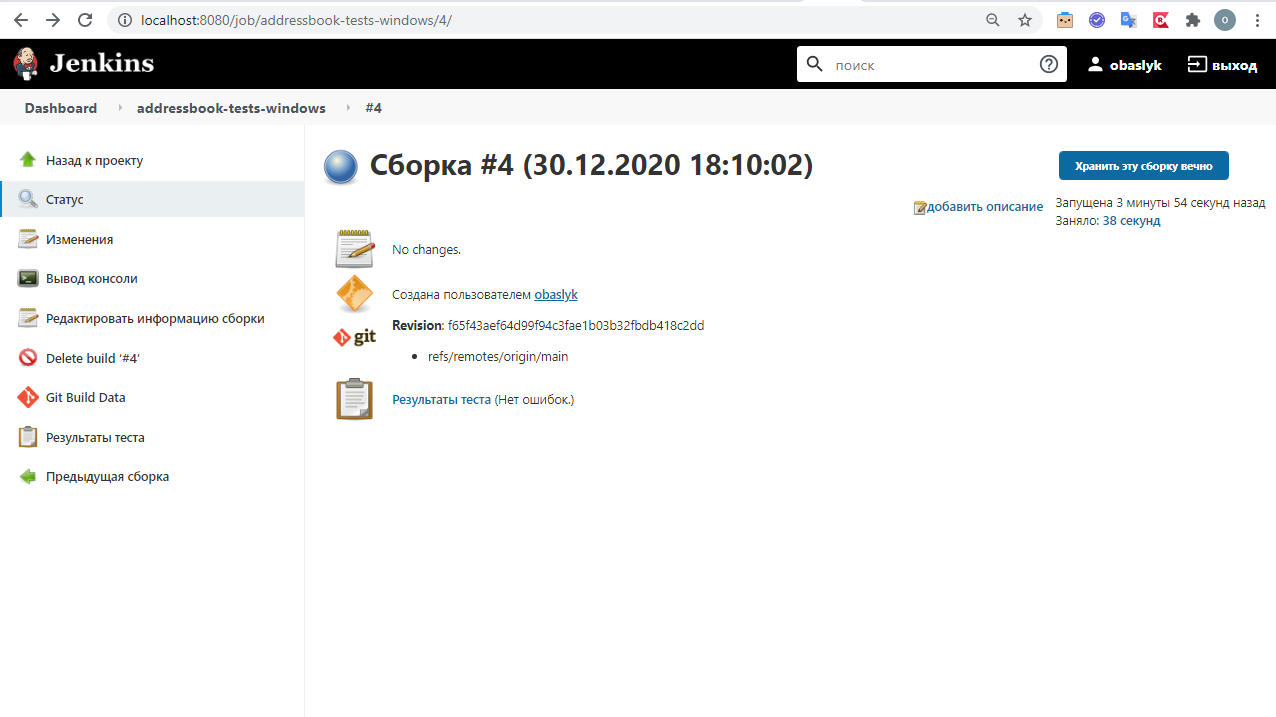 localhost:8080/job/addressbook-tests-windows/4/
O
Jenkins
поиск
obaslyk
выход
Dashboard
addressbook-tests-windows
#4
Назад к проекту
Статус
Изменения
Вывод консоли
Редактировать информацию сборки
Delete build ‘#4’
Git Build Data
Результаты теста
Предыдущая сборка
Сборка #4 (30.12.2020 18:10:02)
Хранить эту сборку вечно
добавить описание
Запущена 3 минуты 54 секунд назад
Заняло: 38 секунд
No changes.
Создана пользователем obaslyk
git
Revision: f65f43aef64d99f94c3fae1b03b32fbdb418c2dd
refs/remotes/origin/main
Результаты теста (Нет ошибок.)